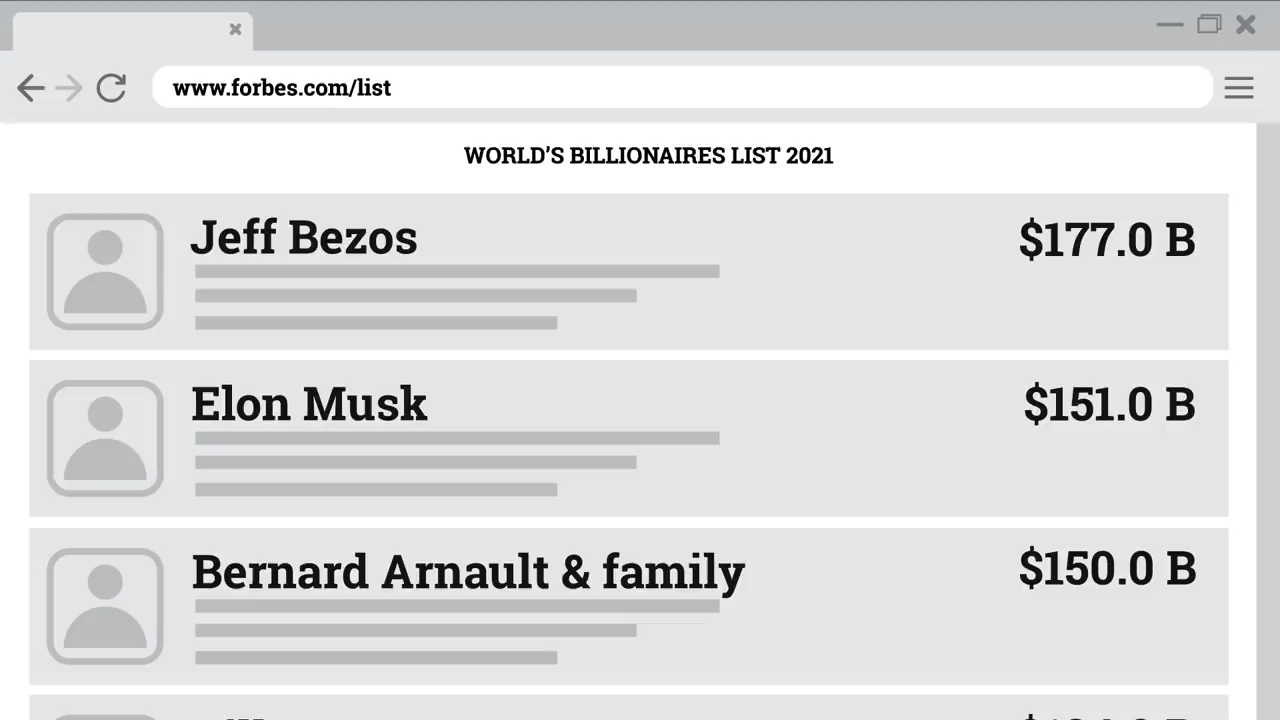 www.forbes.com/list
WORLD'S BILLIONAIRES LIST 2021
Jeff Bezos
$177.0 B
Elon Musk
$151.0 B
Bernard Arnault & family
$150.0 B